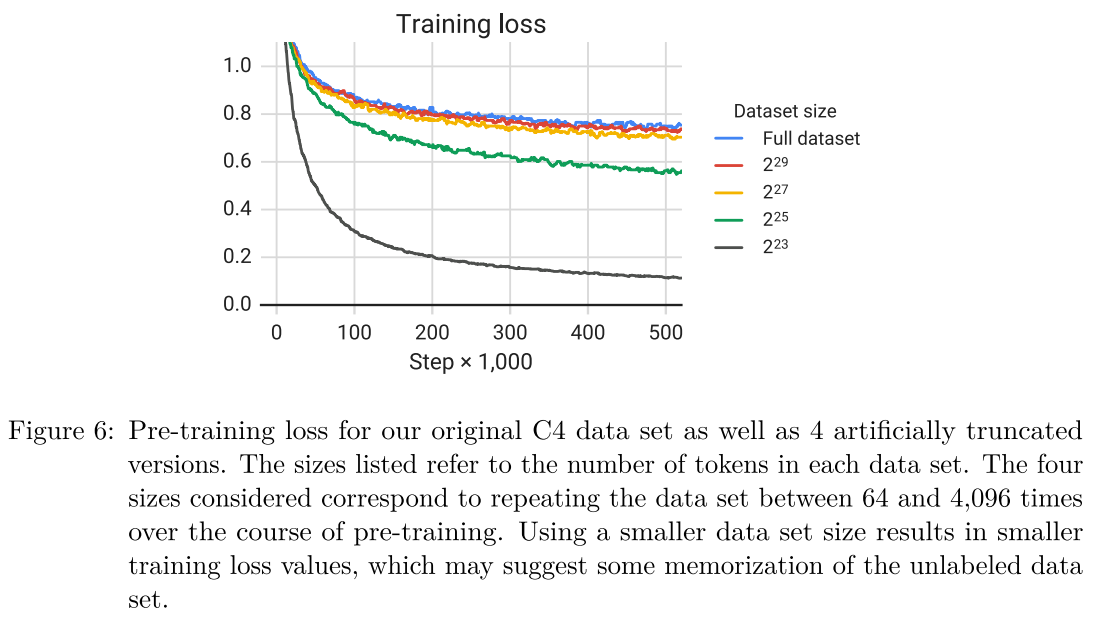 Training loss
1.0
0.8
0.6
0.4
0.2
0.0
0 100 200 300 400 500
Step × 1,000
Dataset size
Full dataset
2²⁹
2²⁷
2²⁵
2²³
Figure 6: Pre-training loss for our original C4 data set as well as 4 artificially truncated
versions. The sizes listed refer to the number of tokens in each data set. The four
sizes considered correspond to repeating the data set between 64 and 4,096 times
over the course of pre-training. Using a smaller data set size results in smaller
training loss values, which may suggest some memorization of the unlabeled data
set.